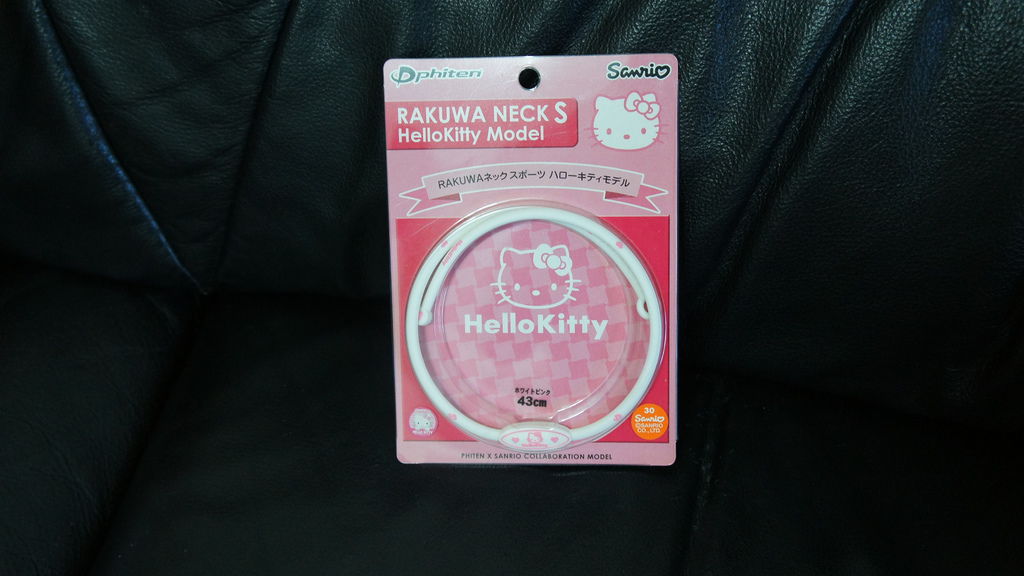 phiten
Sanrio
RAKUWA NECK S
HelloKitty Model
RAKUWAネック スポーツ ハローキティモデル
HelloKitty
ホワイトピンク
43cm
30
Sanrio
©SANRIO
CO., LTD.
PHITEN X SANRIO COLLABORATION MODEL